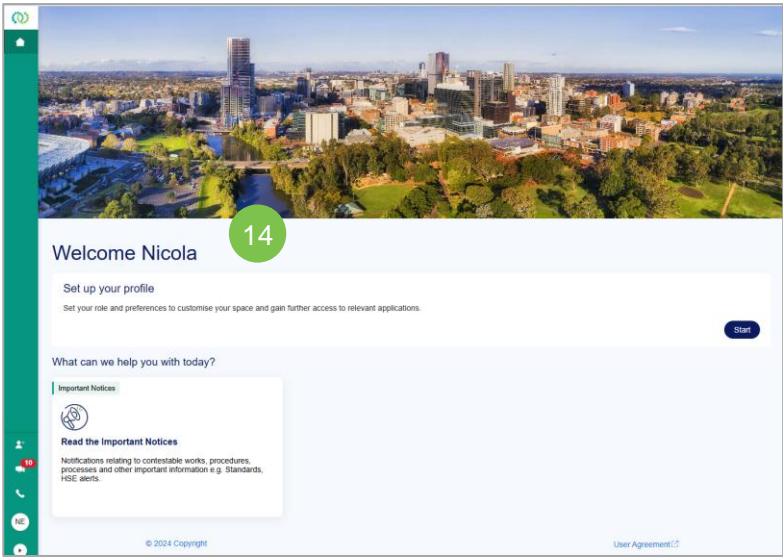 14
Welcome Nicola
Set up your profile
Set your role and preferences to customise your space and gain further access to relevant applications.
Start
What can we help you with today?
Important Notices
Read the Important Notices
Notifications relating to contestable works, procedures,
processes and other important information e.g. Standards,
HSE alerts.
10
NE
© 2024 Copyright
User Agreement